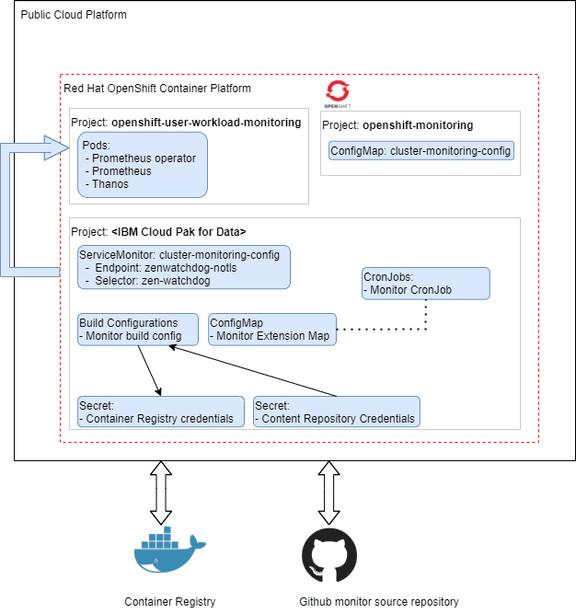 Public Cloud Platform
Red Hat OpenShift Container Platform
OPENSHIFT
Project: openshift-user-workload-monitoring
Pods:
- Prometheus operator
- Prometheus
- Thanos
Project: openshift-monitoring
ConfigMap: cluster-monitoring-config
Project: <IBM Cloud Pak for Data>
ServiceMonitor: cluster-monitoring-config
- Endpoint: zenwatchdog-notls
- Selector: zen-watchdog
CronJobs:
- Monitor CronJob
Build Configurations
- Monitor build config
ConfigMap
- Monitor Extension Map
Secret:
- Container Registry credentials
Secret:
- Content Repository Credentials
Container Registry
Github monitor source repository